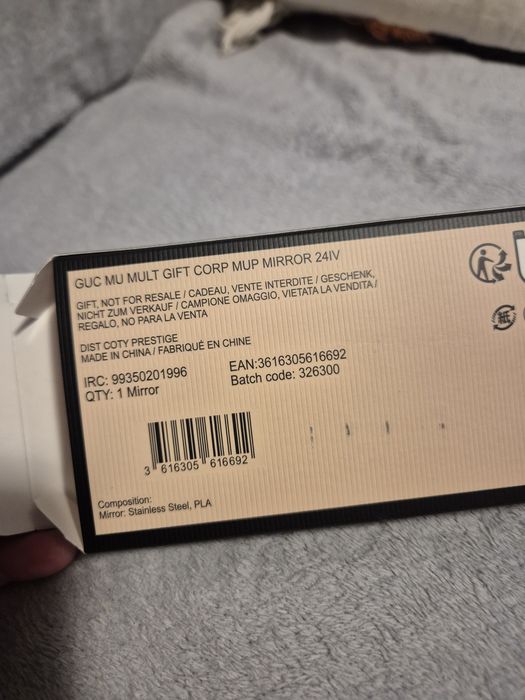 GUC MU MULT GIFT CORP MUP MIRROR 24IV
GIFT, NOT FOR RESALE / CADEAU, VENTE INTERDITE / GESCHENK,
NICHT ZUM VERKAUF / CAMPIONE OMAGGIO, VIETATA LA VENDITA /
REGALO, NO PARA LA VENTA
DIST COTY PRESTIGE
MADE IN CHINA / FABRIQUÉ EN CHINE
IRC: 99350201996
QTY: 1 Mirror
EAN:3616305616692
Batch code: 326300
3 616305 616692
Composition:
Mirror: Stainless Steel, PLA